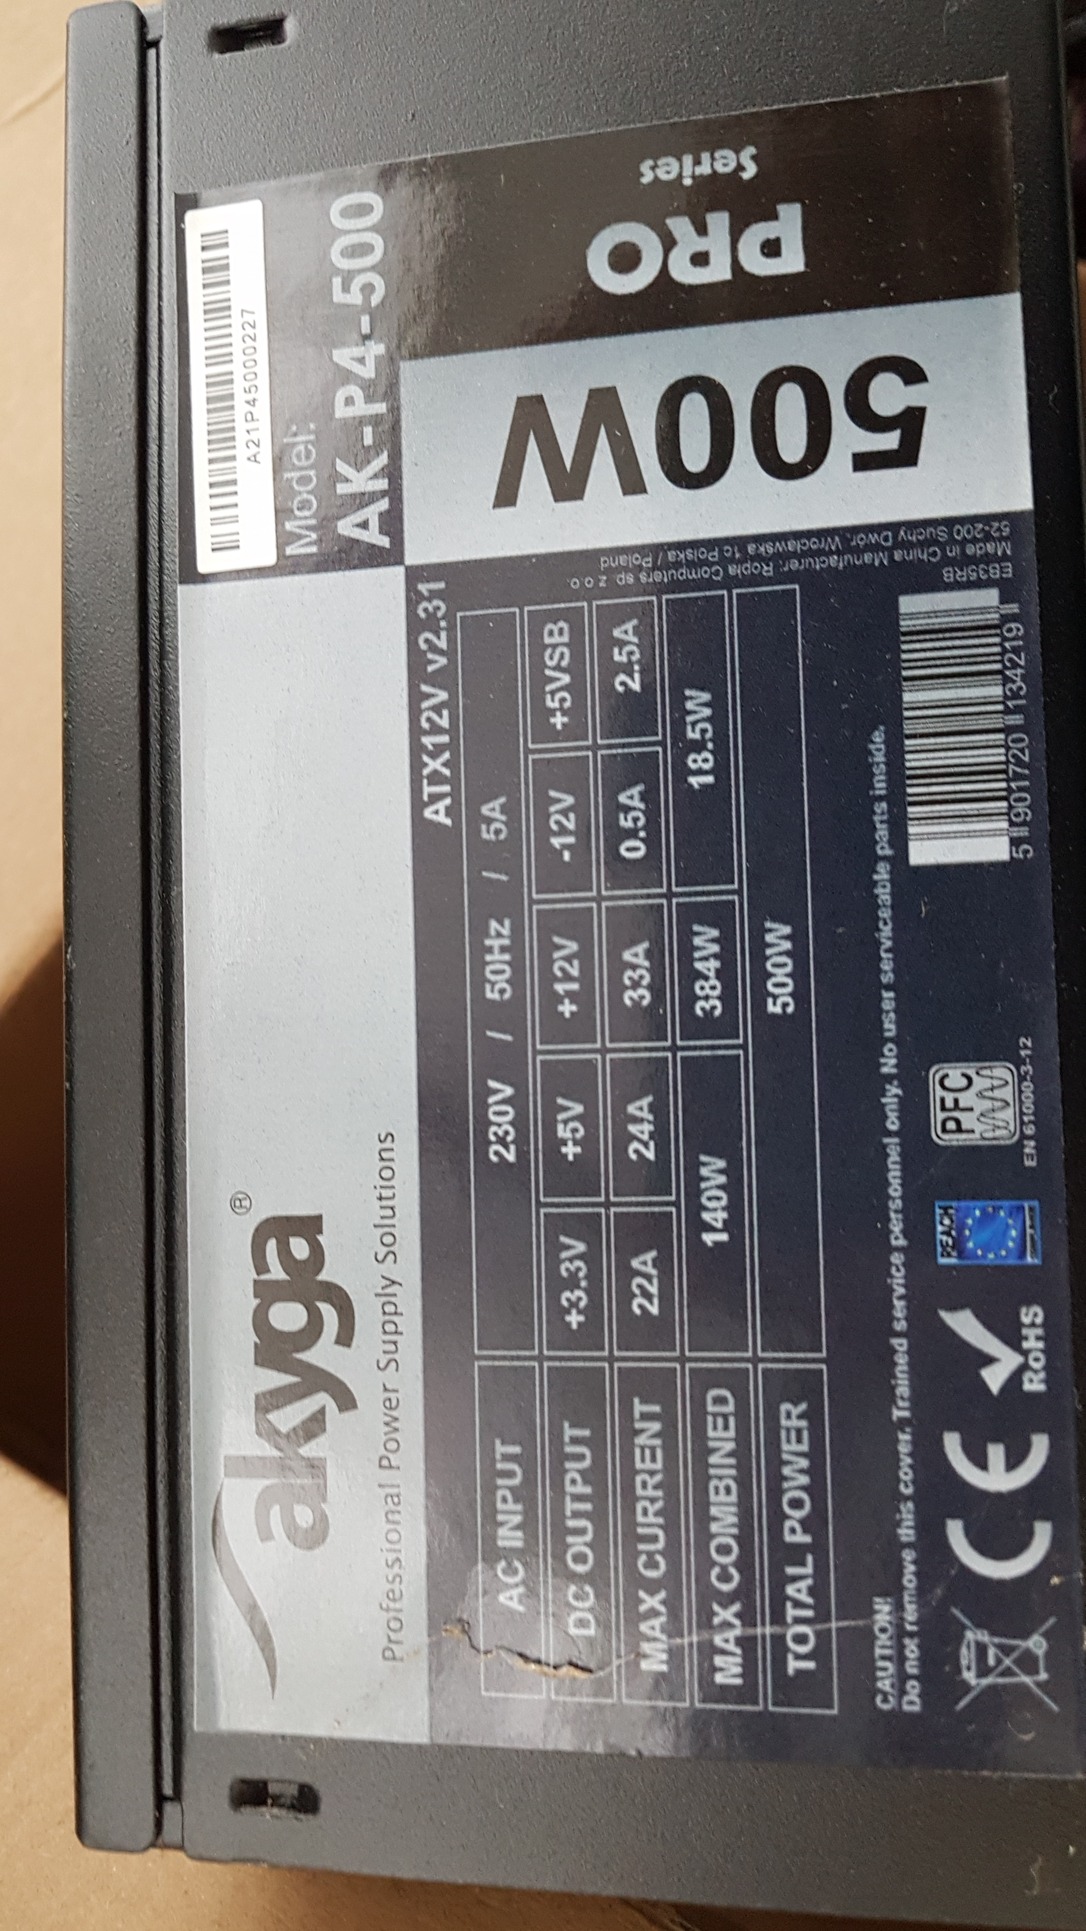 akyga®
Professional Power Supply Solutions
A21P45000227
Model:
AK-P4-500
ATX12V v2.31
AC INPUT 230V / 50Hz / 5A
DC OUTPUT +3.3V +5V +12V -12V +5VSB
MAX CURRENT 22A 24A 33A 0.5A 2.5A
MAX COMBINED 140W 384W 18.5W
TOTAL POWER 500W
500W
PRO
Series
CAUTION!
Do not remove this cover. Trained service personnel only. No user serviceable parts inside.
CE
RoHS
REACH
PFC
EN 61000-3-12
5 901720 134219
EB35RB
Made in China Manufacturer: Ropla Computers sp. z o.o.
52-200 Suchy Dwór, Wrocławska 1c Polska / Poland